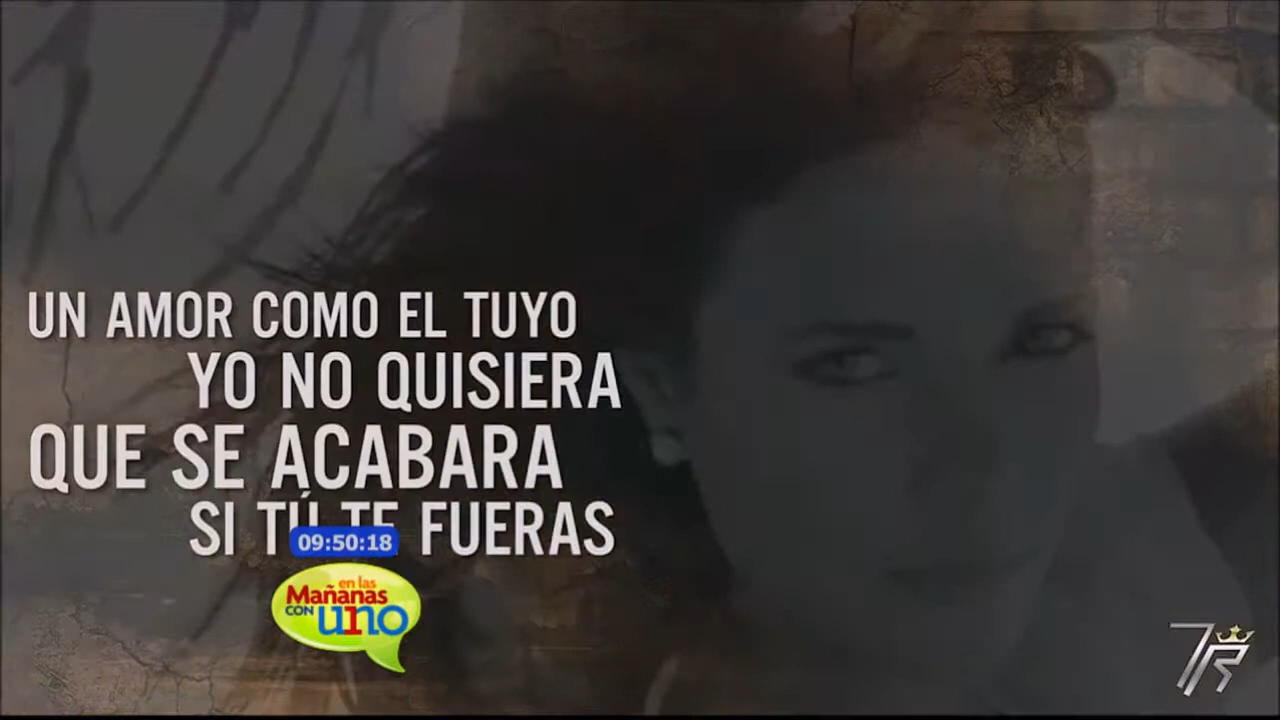 UN AMOR COMO EL TUYO
YO NO QUISIERA
QUE SE ACABARA
SI TÚ TE FUERAS
09:50:18
en las
Mañanas
CON uno
7R